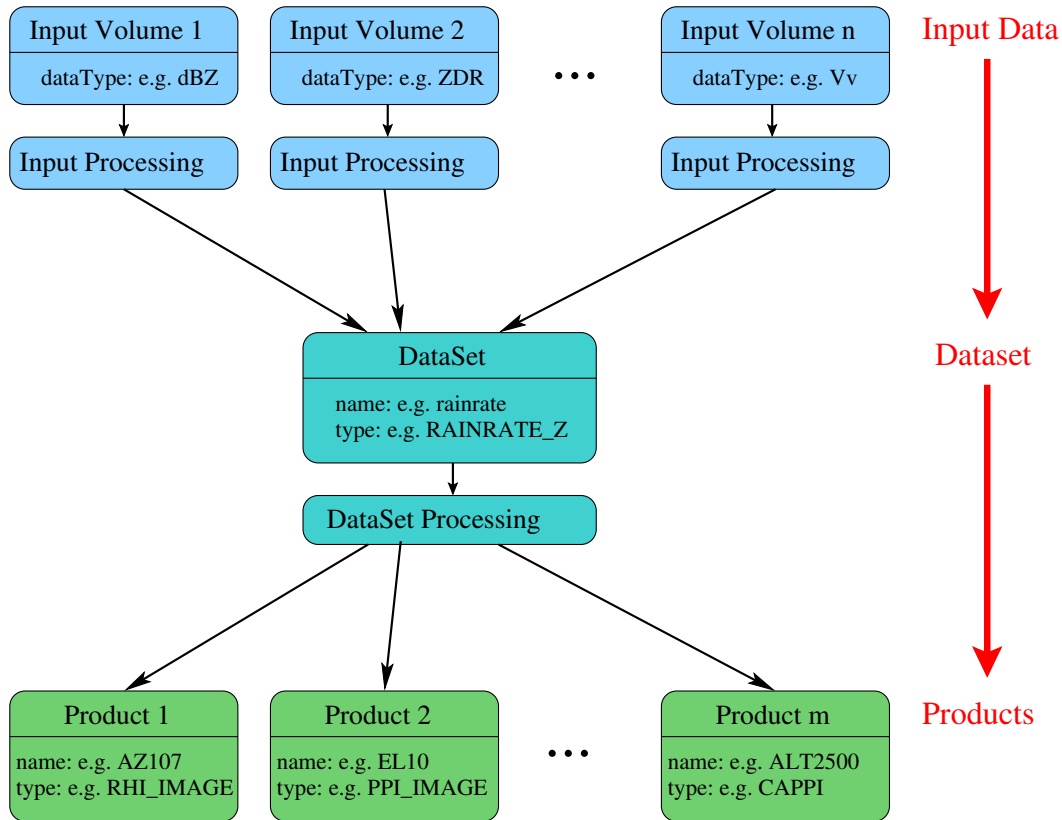 Input Volume 1
Input Volume 2
Input Volume n
Input Data
dataType: e.g. dBZ
dataType: e.g. ZDR
...
dataType: e.g. Vv
Input Processing
Input Processing
Input Processing
DataSet
Dataset
name: e.g. rainrate
type: e.g. RAINRATE_Z
DataSet Processing
Product 1
Product 2
Product m
Products
name: e.g. AZ107
type: e.g. RHI_IMAGE
name: e.g. EL10
type: e.g. PPI_IMAGE
...
name: e.g. ALT2500
type: e.g. CAPPI